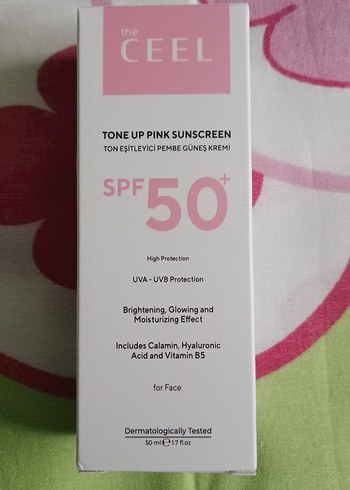 the
CEEL
TONE UP PINK SUNSCREEN
TON EŞİTLEYİCİ PEMBE GÜNEŞ KREMİ
SPF 50+
High Protection
UVA - UVB Protection
Brightening, Glowing and
Moisturizing Effect
Includes Calamin, Hyaluronic
Acid and Vitamin B5
for Face
Dermatologically Tested
50 ml ℮ 1.7 fl.oz